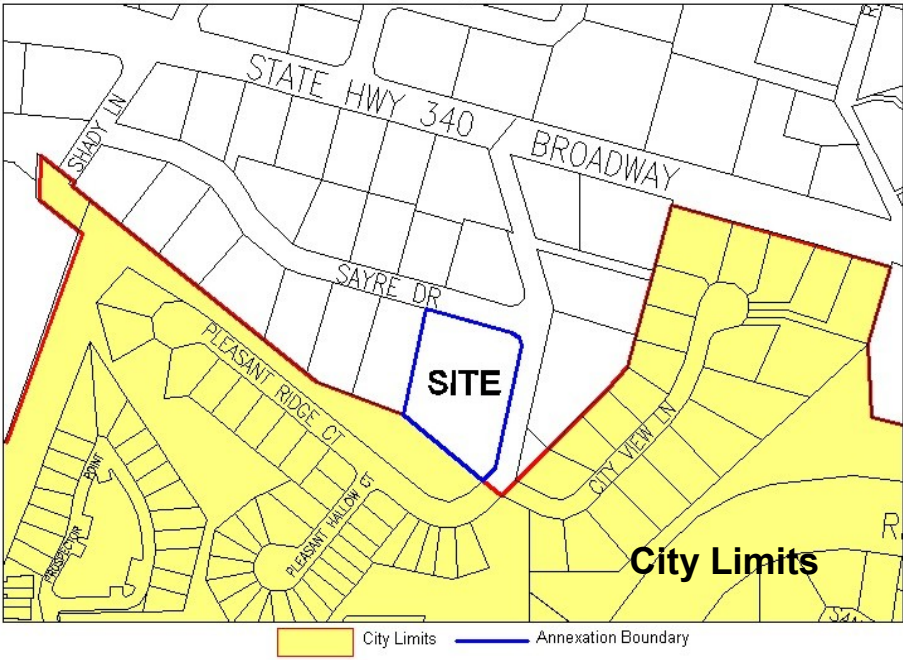 STATE HWY 340
BROADWAY
SHADY LN
SAYRE DR
SITE
PLEASANT RIDGE CT
CITY VIEW LN
PLEASANT HALLOW CT
PROSPECTOR
POINT
City Limits
City Limits
Annexation Boundary